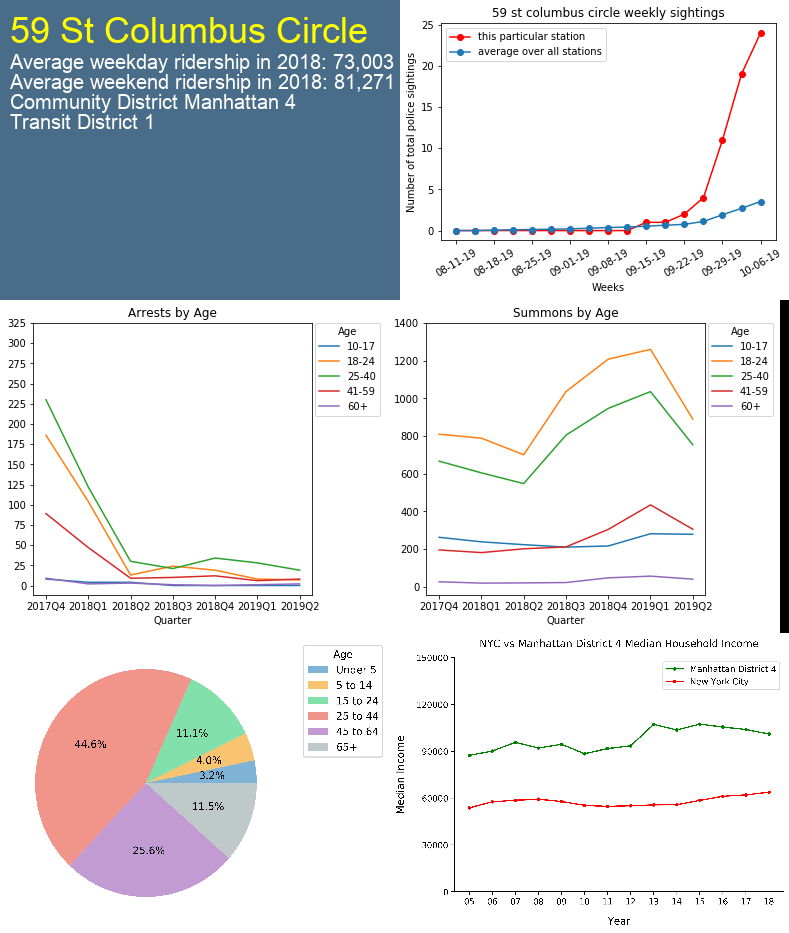 59 St Columbus Circle
Average weekday ridership in 2018: 73,003
Average weekend ridership in 2018: 81,271
Community District Manhattan 4
Transit District 1
59 st columbus circle weekly sightings
this particular station
average over all stations
Number of total police sightings
25
20
15
10
5
0
08-11-19 08-18-19 08-25-19 09-01-19 09-08-19 09-15-19 09-22-19 09-29-19 10-06-19
Weeks
Arrests by Age
325
300
275
250
225
200
175
150
125
100
75
50
25
0
2017Q4 2018Q1 2018Q2 2018Q3 2018Q4 2019Q1 2019Q2
Quarter
Age
10-17
18-24
25-40
41-59
60+
Summons by Age
1400
1200
1000
800
600
400
200
0
2017Q4 2018Q1 2018Q2 2018Q3 2018Q4 2019Q1 2019Q2
Quarter
Age
10-17
18-24
25-40
41-59
60+
Age
Under 5
5 to 14
15 to 24
25 to 44
45 to 64
65+
44.6%
11.1%
4.0%
3.2%
11.5%
25.6%
NYC vs Manhattan District 4 Median Household Income
Manhattan District 4
New York City
Median Income
150000
120000
90000
60000
30000
0
05 06 07 08 09 10 11 12 13 14 15 16 17 18
Year